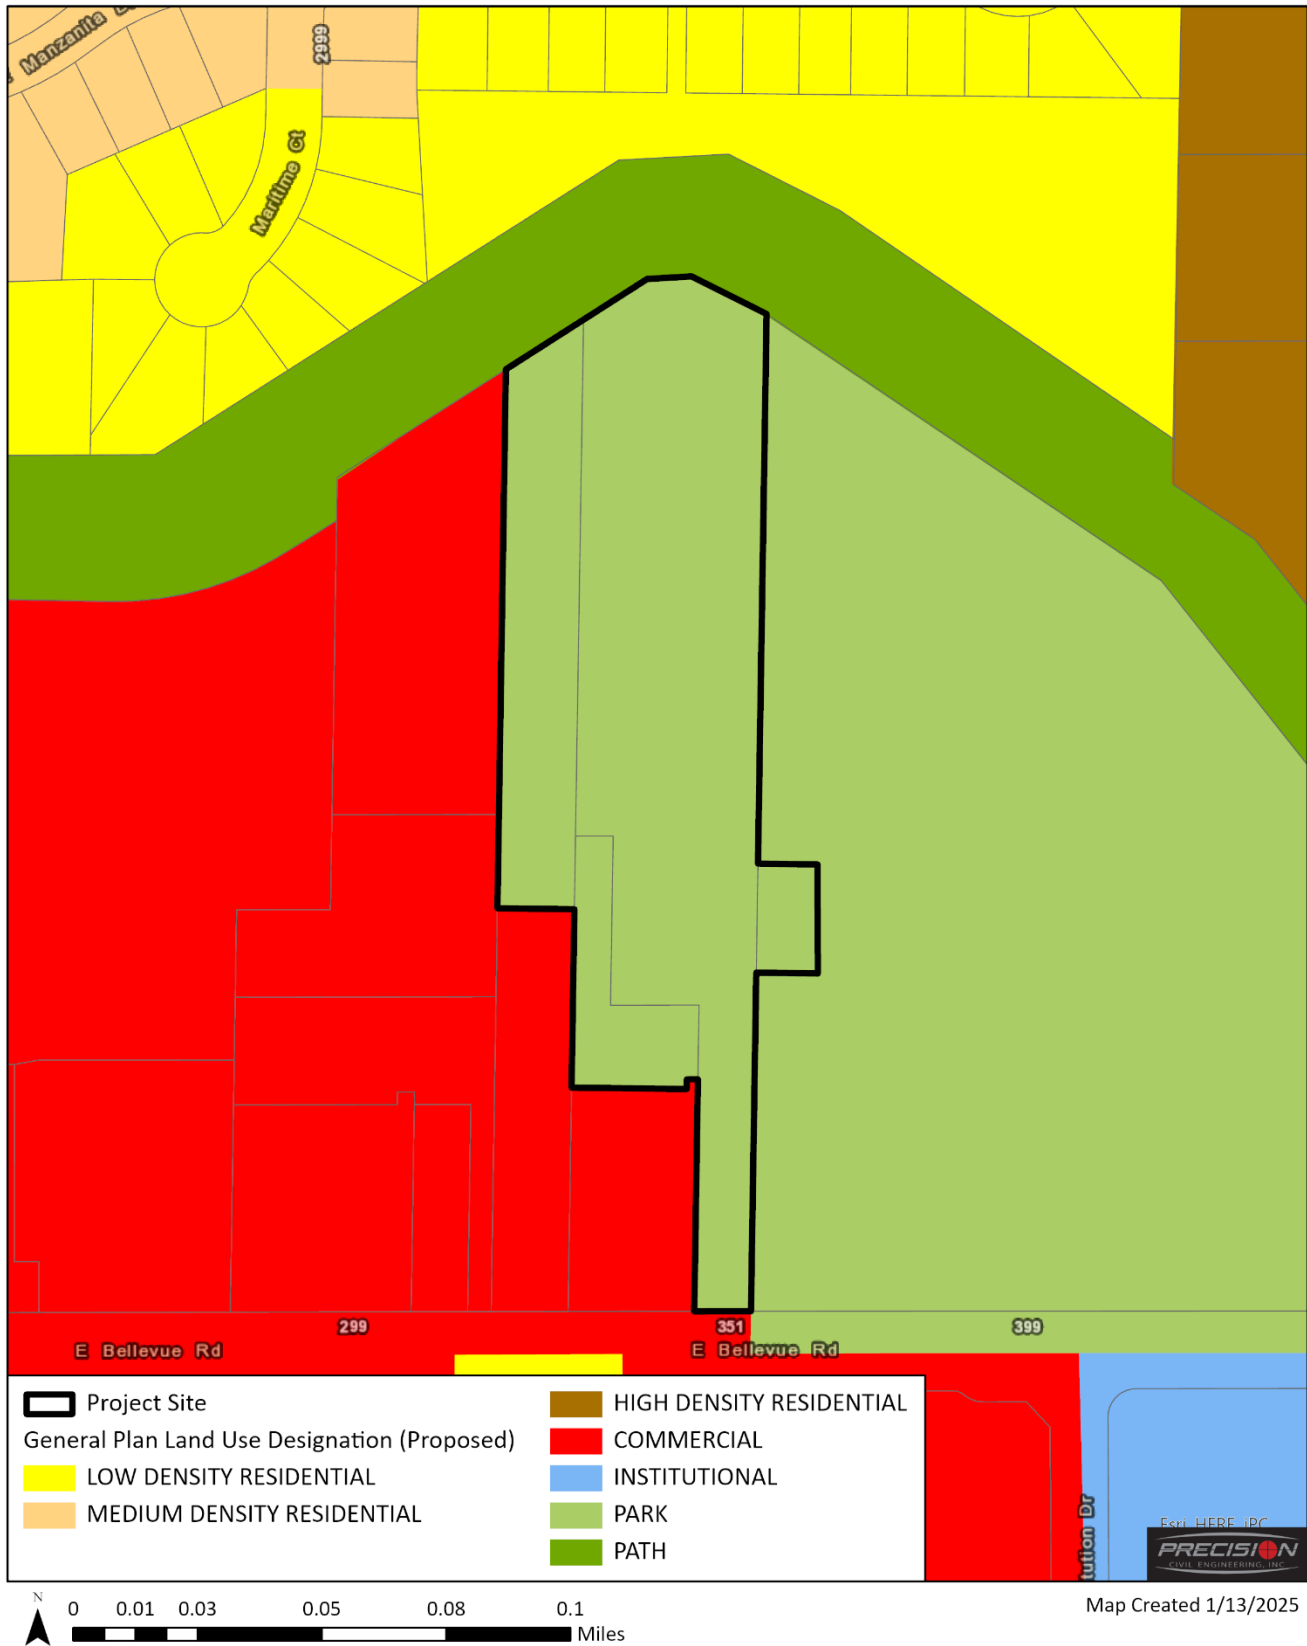 Manzanita
2999
Maritime Ct
299
351
399
E Bellevue Rd
E Bellevue Rd
Project Site
General Plan Land Use Designation (Proposed)
LOW DENSITY RESIDENTIAL
MEDIUM DENSITY RESIDENTIAL
HIGH DENSITY RESIDENTIAL
COMMERCIAL
INSTITUTIONAL
PARK
PATH
tution Dr
Esri, HERE, iPC
PRECISION
CIVIL ENGINEERING, INC.
N
0 0.01 0.03 0.05 0.08 0.1
Miles
Map Created 1/13/2025